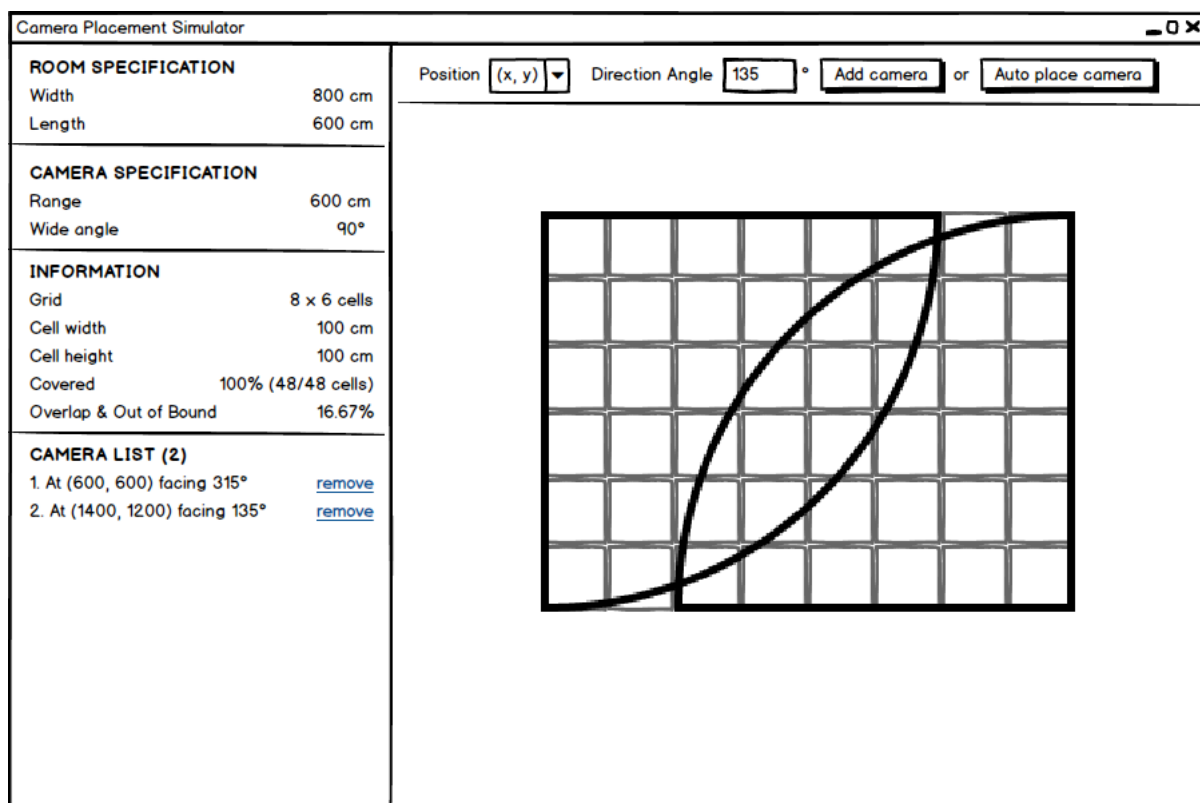 Camera Placement Simulator
ROOM SPECIFICATION
Width 800 cm
Length 600 cm
CAMERA SPECIFICATION
Range 600 cm
Wide angle 90°
INFORMATION
Grid 8 x 6 cells
Cell width 100 cm
Cell height 100 cm
Covered 100% (48/48 cells)
Overlap & Out of Bound 16.67%
CAMERA LIST (2)
1. At (600, 600) facing 315° remove
2. At (1400, 1200) facing 135° remove
Position (x, y) Direction Angle 135 ° Add camera or Auto place camera